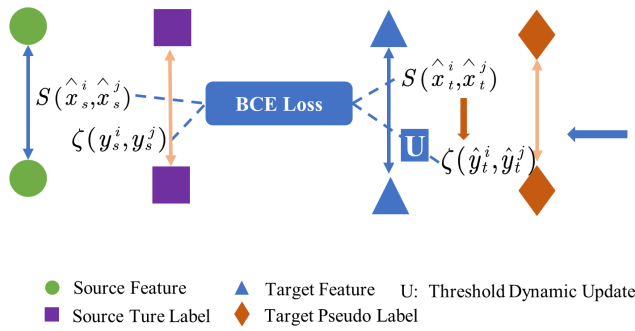 S(x̂_s^i, x̂_s^j)
ζ(y_s^i, y_s^j)
BCE Loss
S(x̂_t^i, x̂_t^j)
U
ζ(ŷ_t^i, ŷ_t^j)
Source Feature
Target Feature
U: Threshold Dynamic Update
Source Ture Label
Target Pseudo Label